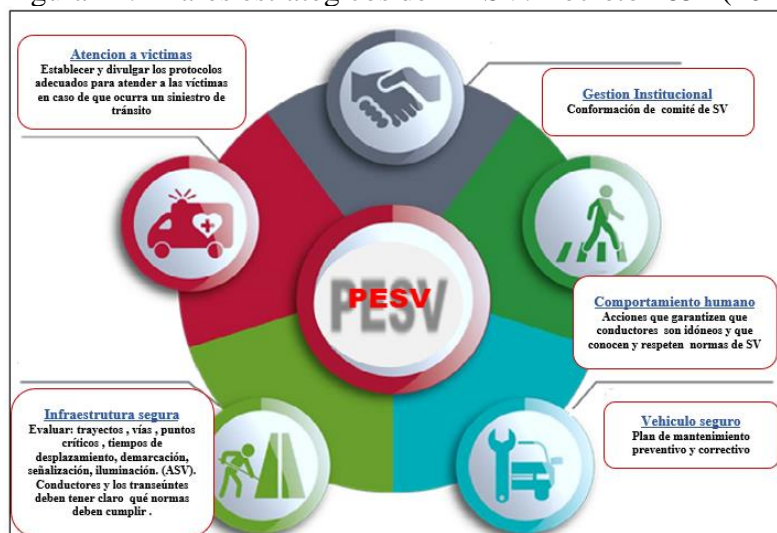 Atencion a victimas
Establecer y divulgar los protocolos
adecuados para atender a las víctimas
en caso de que ocurra un siniestro de
tránsito
Gestion Institucional
Conformación de comité de SV
PESV
PESV
Comportamiento humano
Acciones que garantizen que
conductores son idóneos y que
conocen y respeten normas de SV
Infraestrutura segura
Evaluar: trayectos , vías , puntos
críticos , tiempos de
desplazamiento, demarcación,
señalización, iluminación. (ASV).
Conductores y los transeúntes
deben tener claro qué normas
deben cumplir .
Vehiculo seguro
Plan de mantenimiento
preventivo y correctivo